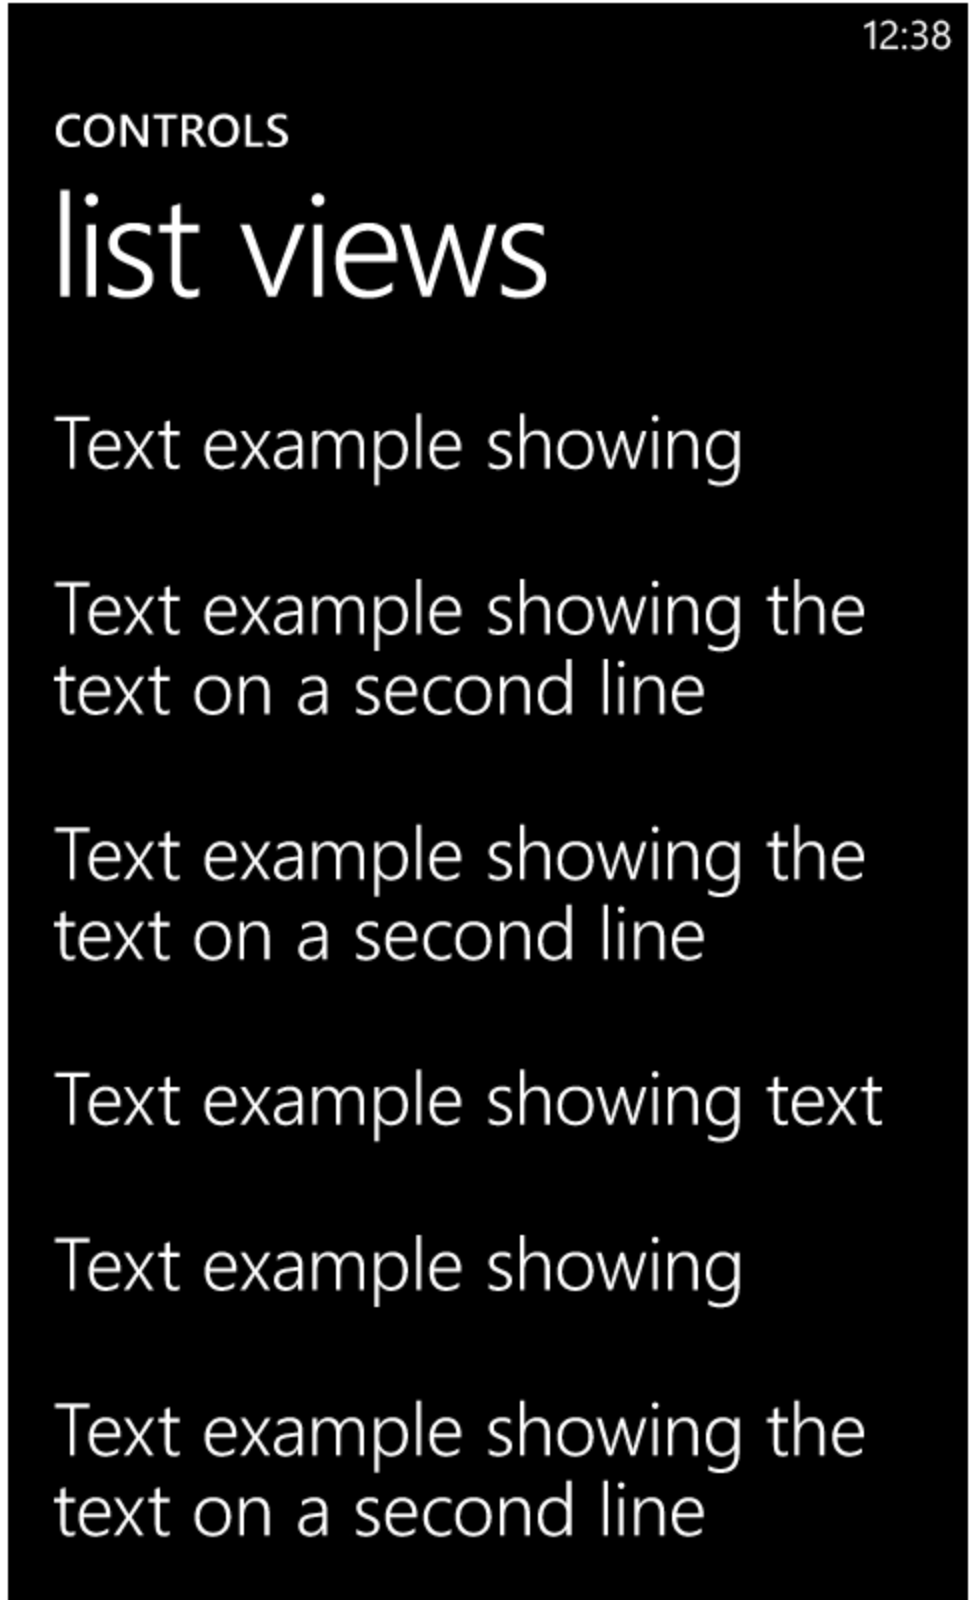 12:38
CONTROLS
list views
Text example showing
Text example showing the
text on a second line
Text example showing the
text on a second line
Text example showing text
Text example showing
Text example showing the
text on a second line